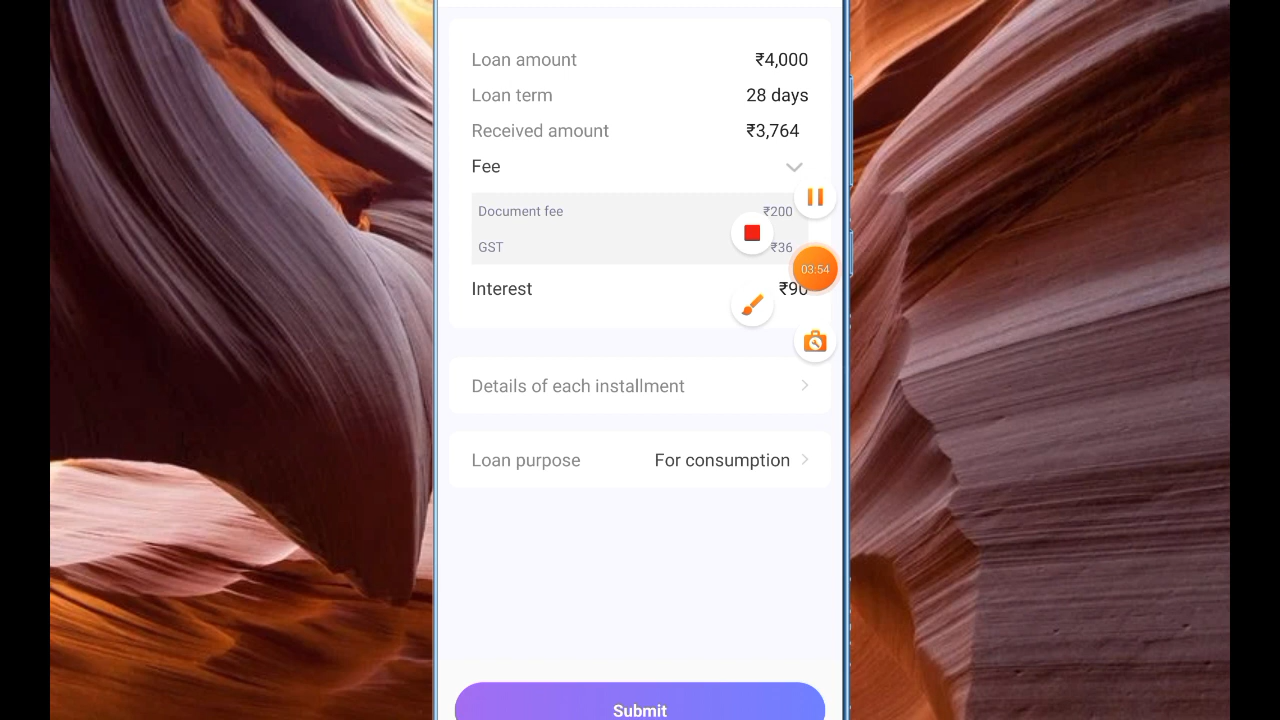 Loan amount ₹4,000
Loan term 28 days
Received amount ₹3,764
Fee
Document fee ₹200
GST ₹36
03:54
Interest ₹90
Details of each installment
Loan purpose For consumption
Submit